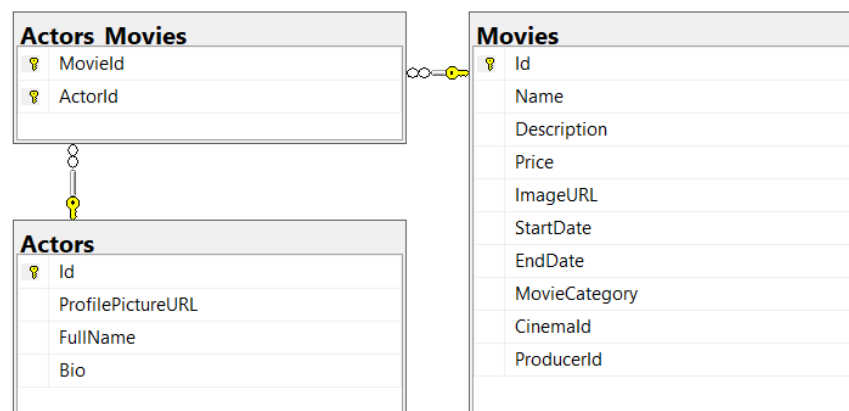 Actors_Movies
MovieId
ActorId
Actors
Id
ProfilePictureURL
FullName
Bio
Movies
Id
Name
Description
Price
ImageURL
StartDate
EndDate
MovieCategory
CinemaId
ProducerId